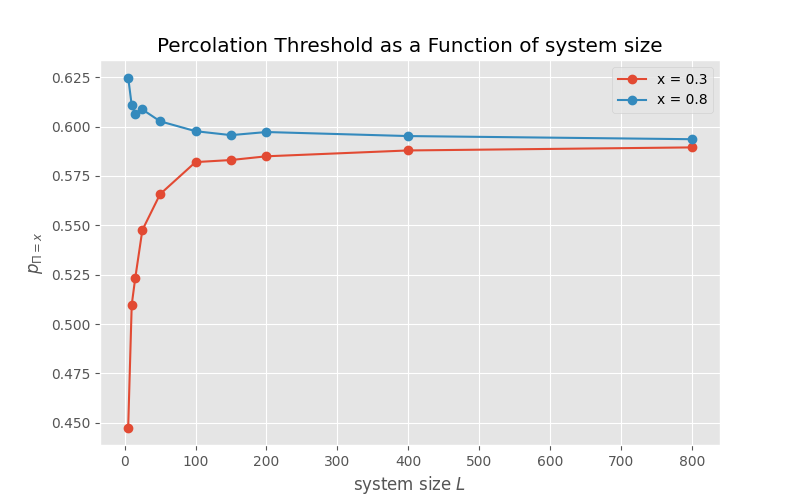 Percolation Threshold as a Function of system size
x = 0.3
x = 0.8
0.625
0.600
0.575
0.550
0.525
0.500
0.475
0.450
p_{Π = x}
0 100 200 300 400 500 600 700 800
system size L